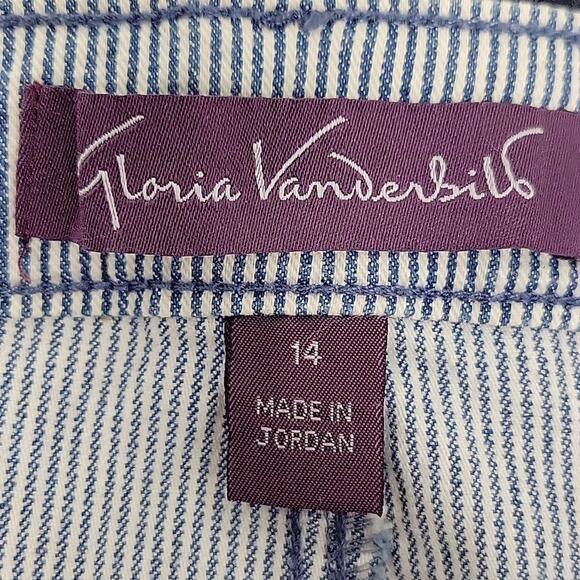 Gloria Vanderbilt
14
MADE IN
JORDAN